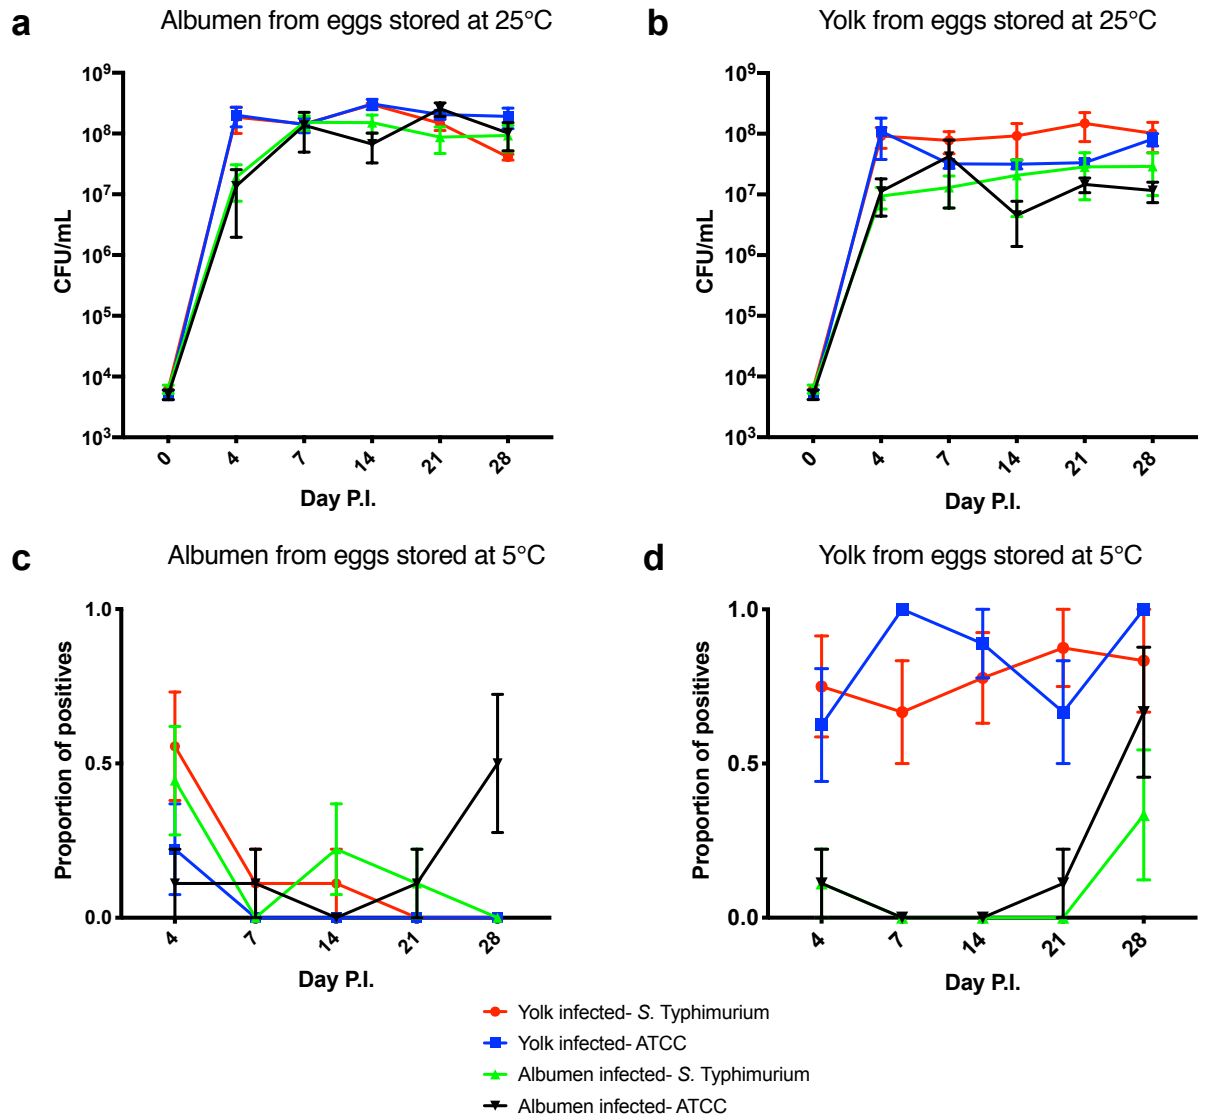 a
Albumen from eggs stored at 25°C
CFU/mL
10⁹
10⁸
10⁷
10⁶
10⁵
10⁴
10³
0
4
7
14
21
28
Day P.I.
b
Yolk from eggs stored at 25°C
CFU/mL
10⁹
10⁸
10⁷
10⁶
10⁵
10⁴
10³
0
4
7
14
21
28
Day P.I.
c
Albumen from eggs stored at 5°C
Proportion of positives
1.0
0.5
0.0
4
7
14
21
28
Day P.I.
d
Yolk from eggs stored at 5°C
Proportion of positives
1.0
0.5
0.0
4
7
14
21
28
Day P.I.
Yolk infected- S. Typhimurium
Yolk infected- ATCC
Albumen infected- S. Typhimurium
Albumen infected- ATCC